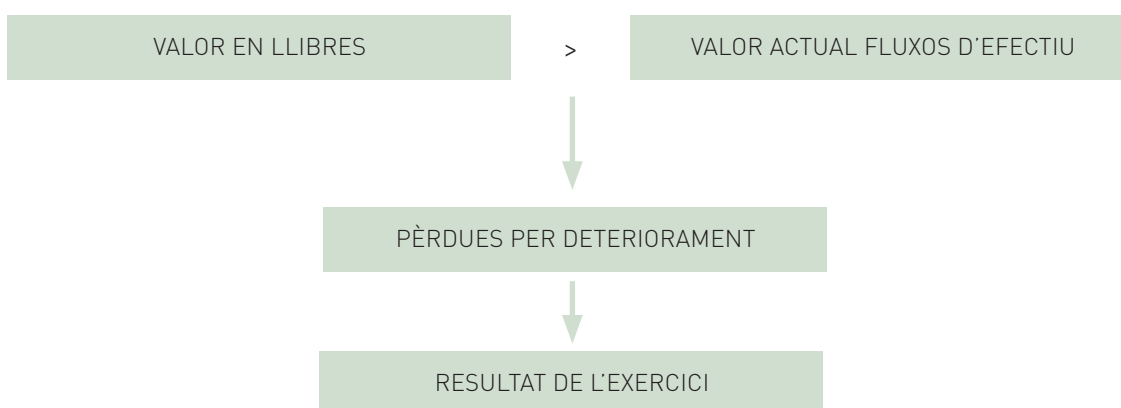 VALOR EN LLIBRES > VALOR ACTUAL FLUXOS D’EFECTIU
PÈRDUES PER DETERIORAMENT
RESULTAT DE L’EXERCICI